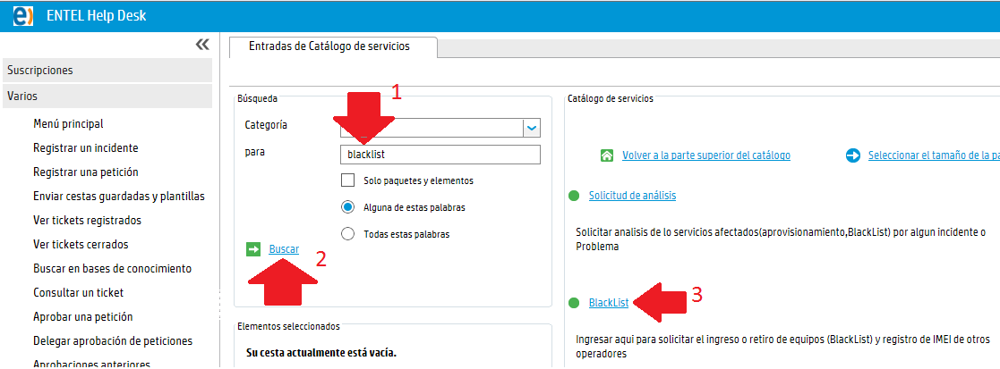 ENTEL Help Desk
Suscripciones
Varios
Menú principal
Registrar un incidente
Registrar una petición
Enviar cestas guardadas y plantillas
Ver tickets registrados
Ver tickets cerrados
Buscar en bases de conocimiento
Consultar un ticket
Aprobar una petición
Delegar aprobación de peticiones
Aprobaciones anteriores
Entradas de Catálogo de servicios
Búsqueda
1
Categoría
para
blacklist
Solo paquetes y elementos
Alguna de estas palabras
Todas estas palabras
Buscar
2
Elementos seleccionados
Su cesta actualmente está vacía.
Catálogo de servicios
Volver a la parte superior del catálogo
Seleccionar el tamaño de la pa
Solicitud de análisis
Solicitar analisis de lo servicios afectados(aprovisionamiento,BlackList) por algun incidente o
Problema
BlackList
3
Ingresar aqui para solicitar el ingreso o retiro de equipos (BlackList) y registro de IMEI de otros
operadores